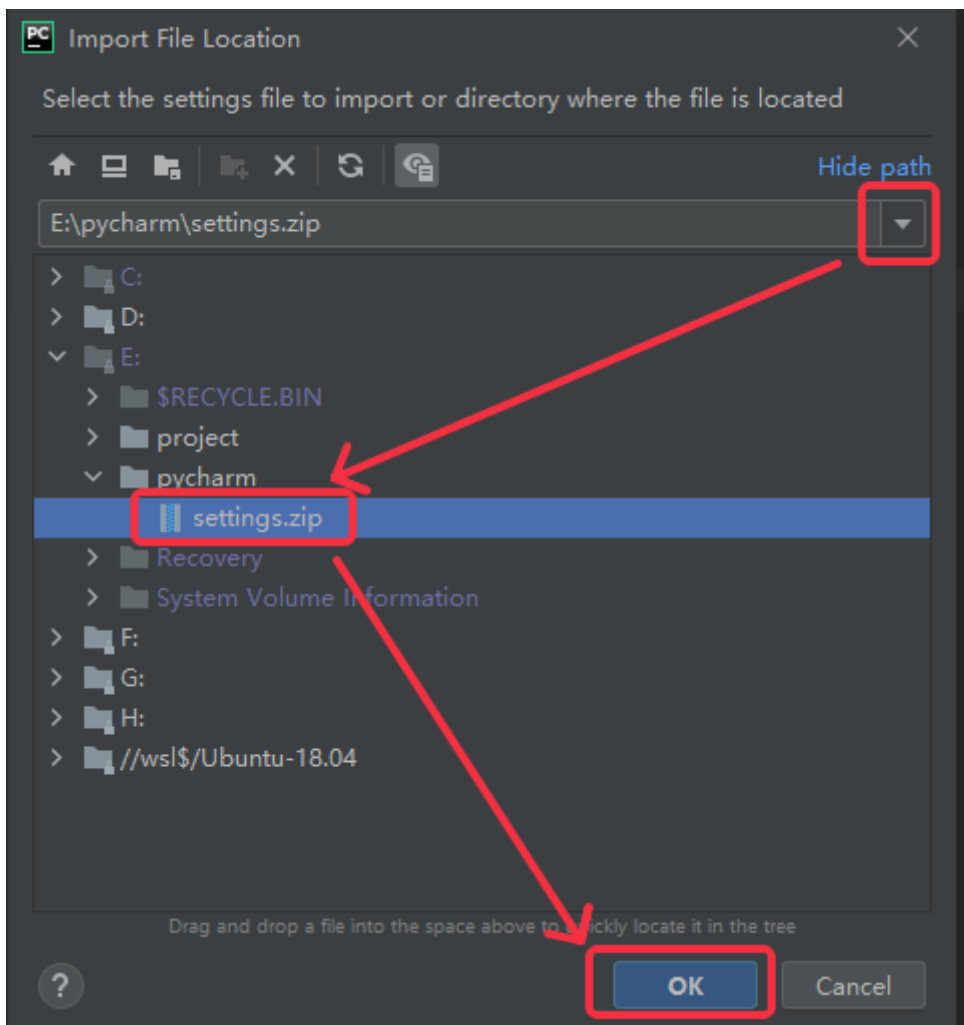 PC Import File Location
Select the settings file to import or directory where the file is located
Hide path
E:\pycharm\settings.zip
C:
D:
E:
$RECYCLE.BIN
project
pycharm
settings.zip
Recovery
System Volume Information
F:
G:
H:
//wsl$/Ubuntu-18.04
Drag and drop a file into the space above to quickly locate it in the tree
? OK Cancel